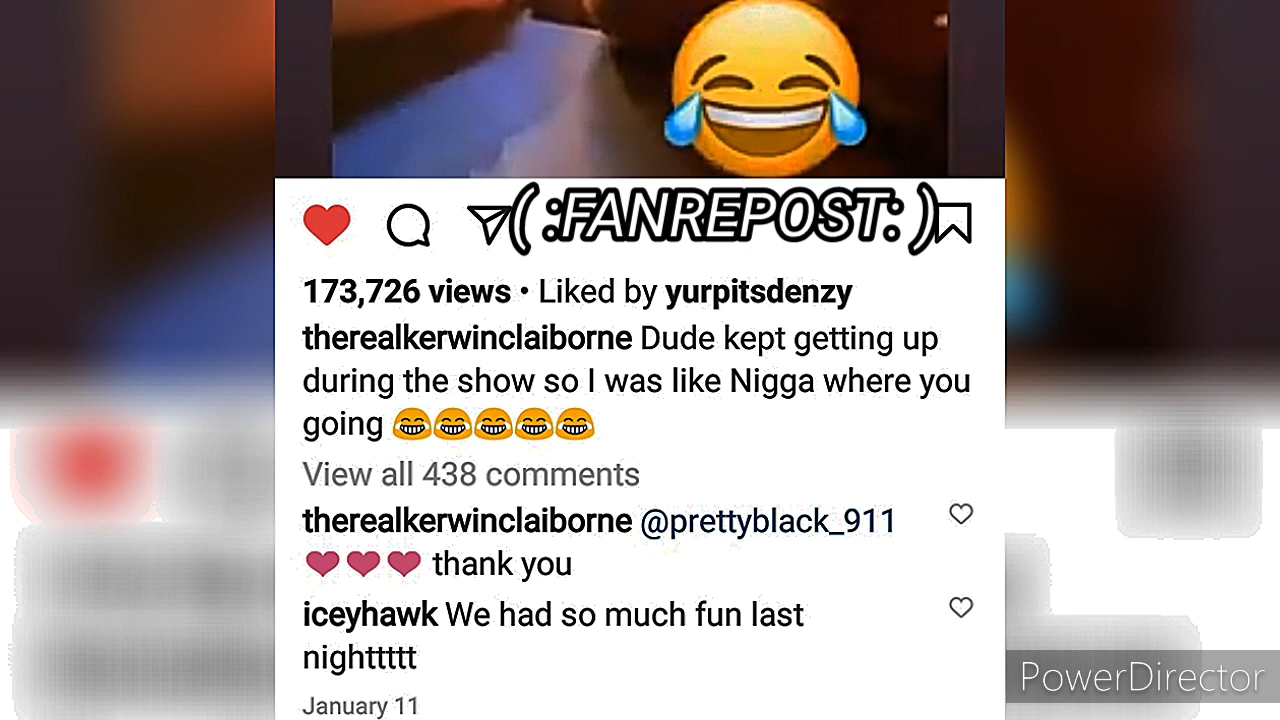 ( :FANREPOST: )
173,726 views • Liked by yurpitsdenzy
therealkerwinclaiborne Dude kept getting up
during the show so I was like Nigga where you
going 😂😂😂😂😂
View all 438 comments
therealkerwinclaiborne @prettyblack_911
❤❤❤ thank you
iceyhawk We had so much fun last
nighttttt
January 11
PowerDirector